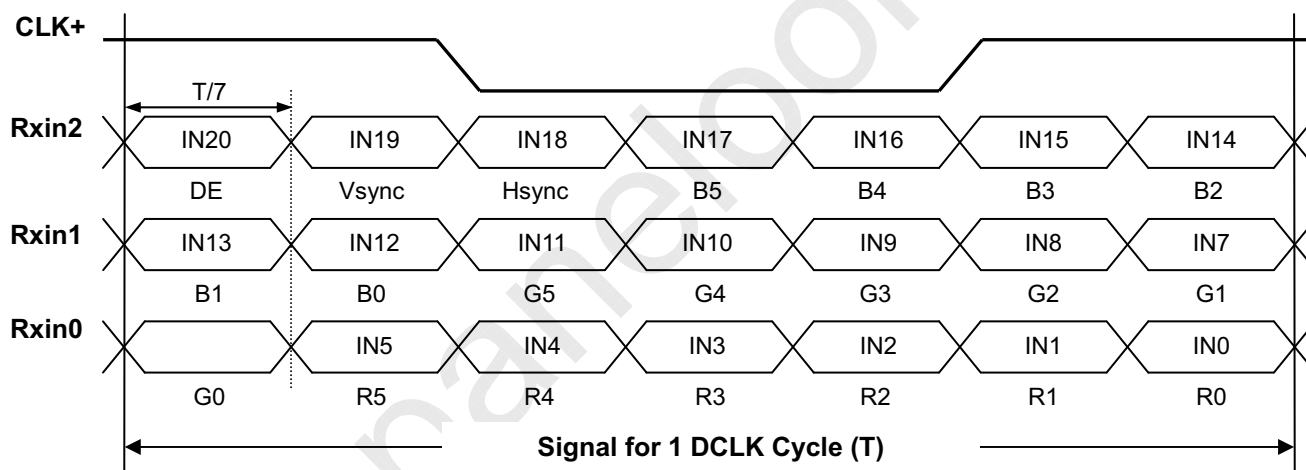 CLK+
T/7
Rxin2 IN20 IN19 IN18 IN17 IN16 IN15 IN14
DE Vsync Hsync B5 B4 B3 B2
Rxin1 IN13 IN12 IN11 IN10 IN9 IN8 IN7
B1 B0 G5 G4 G3 G2 G1
Rxin0 IN5 IN4 IN3 IN2 IN1 IN0
G0 R5 R4 R3 R2 R1 R0
Signal for 1 DCLK Cycle (T)